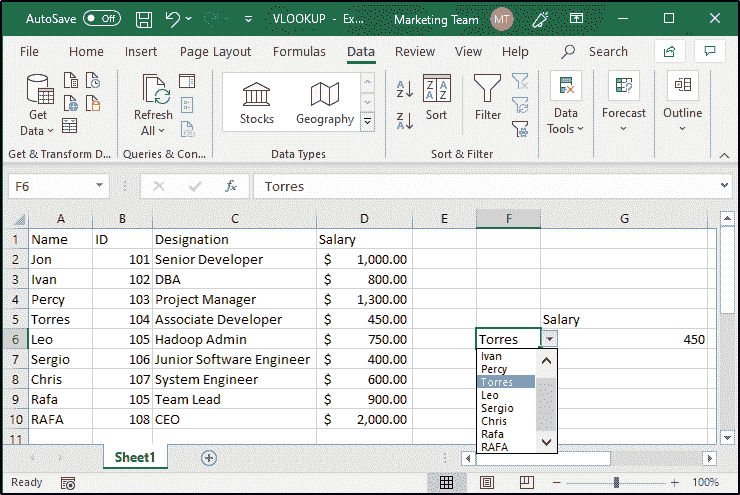 AutoSave Off VLOOKUP - Ex... Marketing Team MT
File Home Insert Page Layout Formulas Data Review View Help Search
Get Data Refresh All Stocks Geography A Z Z A Z A A Z Sort Filter Data Tools Forecast Outline
Get & Transform D... Queries & Con... Data Types Sort & Filter
F6 fx Torres
A B C D E F G
1 Name ID Designation Salary
2 Jon 101 Senior Developer $ 1,000.00
3 Ivan 102 DBA $ 800.00
4 Percy 103 Project Manager $ 1,300.00
5 Torres 104 Associate Developer $ 450.00 Salary
6 Leo 105 Hadoop Admin $ 750.00 Torres 450
7 Sergio 106 Junior Software Engineer $ 400.00
8 Chris 107 System Engineer $ 600.00
9 Rafa 105 Team Lead $ 900.00
10 RAFA 108 CEO $ 2,000.00
11
Ivan
Percy
Torres
Leo
Sergio
Chris
Rafa
RAFA
Sheet1
Ready 100%